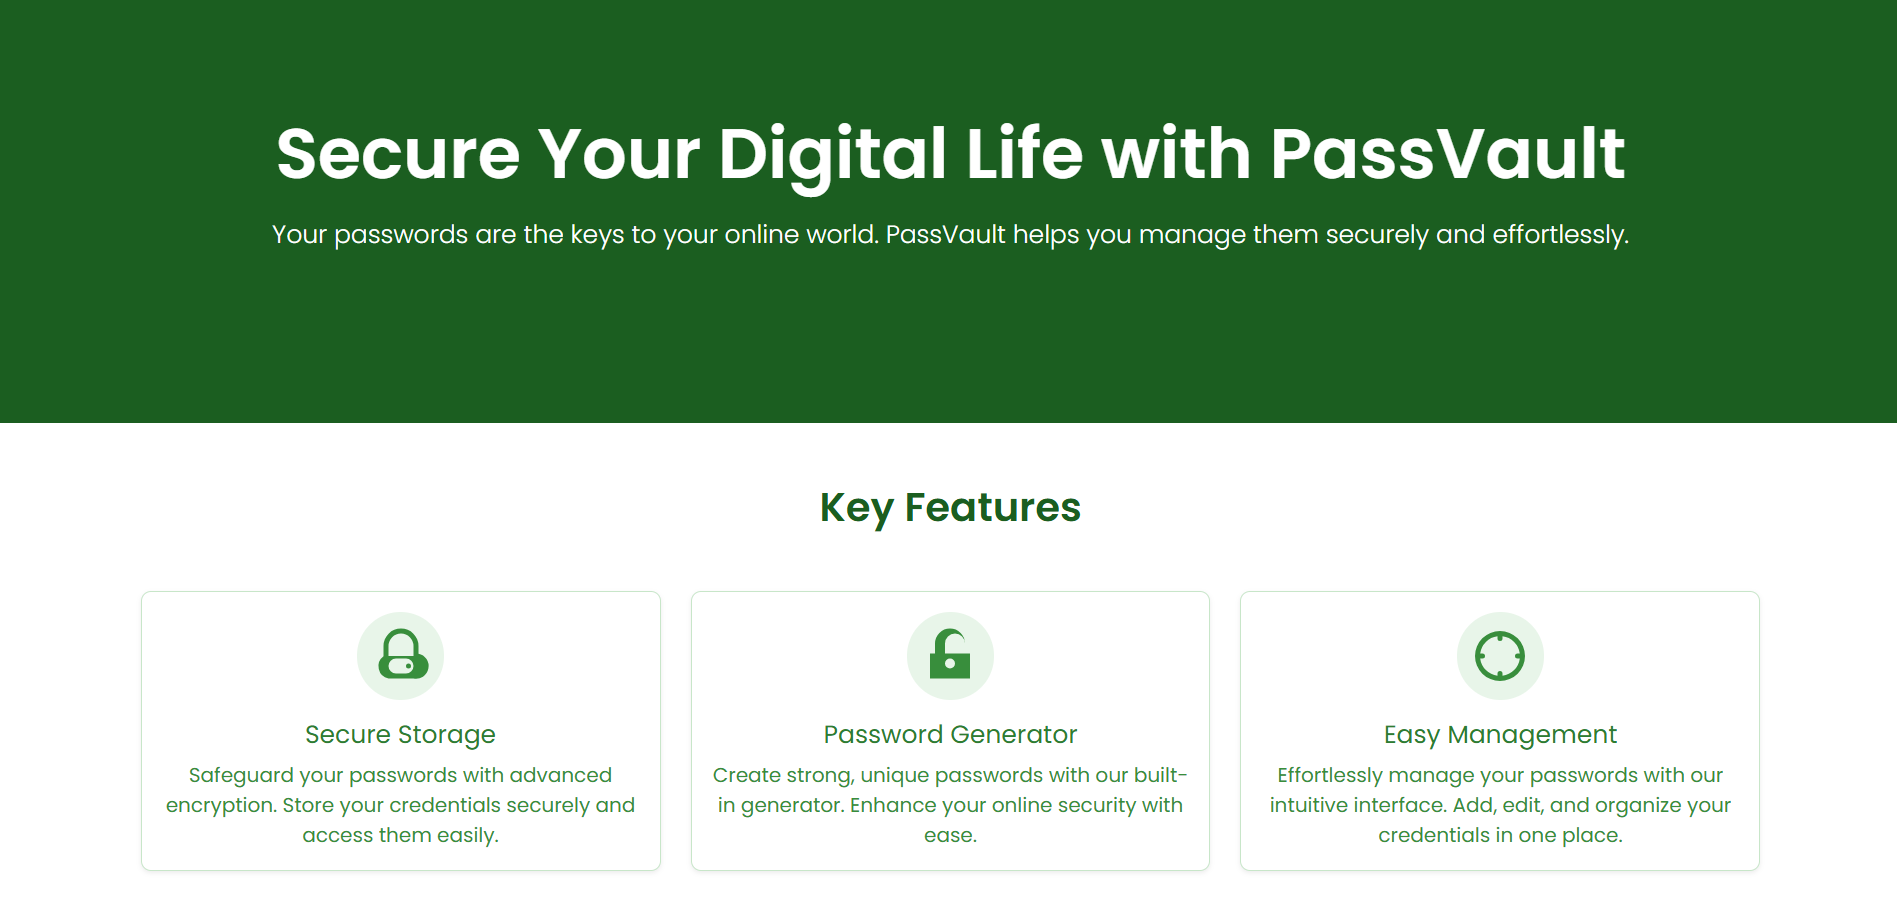 Secure Your Digital Life with PassVault
Your passwords are the keys to your online world. PassVault helps you manage them securely and effortlessly.
Key Features
Secure Storage
Safeguard your passwords with advanced
encryption. Store your credentials securely and
access them easily.
Password Generator
Create strong, unique passwords with our built-
in generator. Enhance your online security with
ease.
Easy Management
Effortlessly manage your passwords with our
intuitive interface. Add, edit, and organize your
credentials in one place.